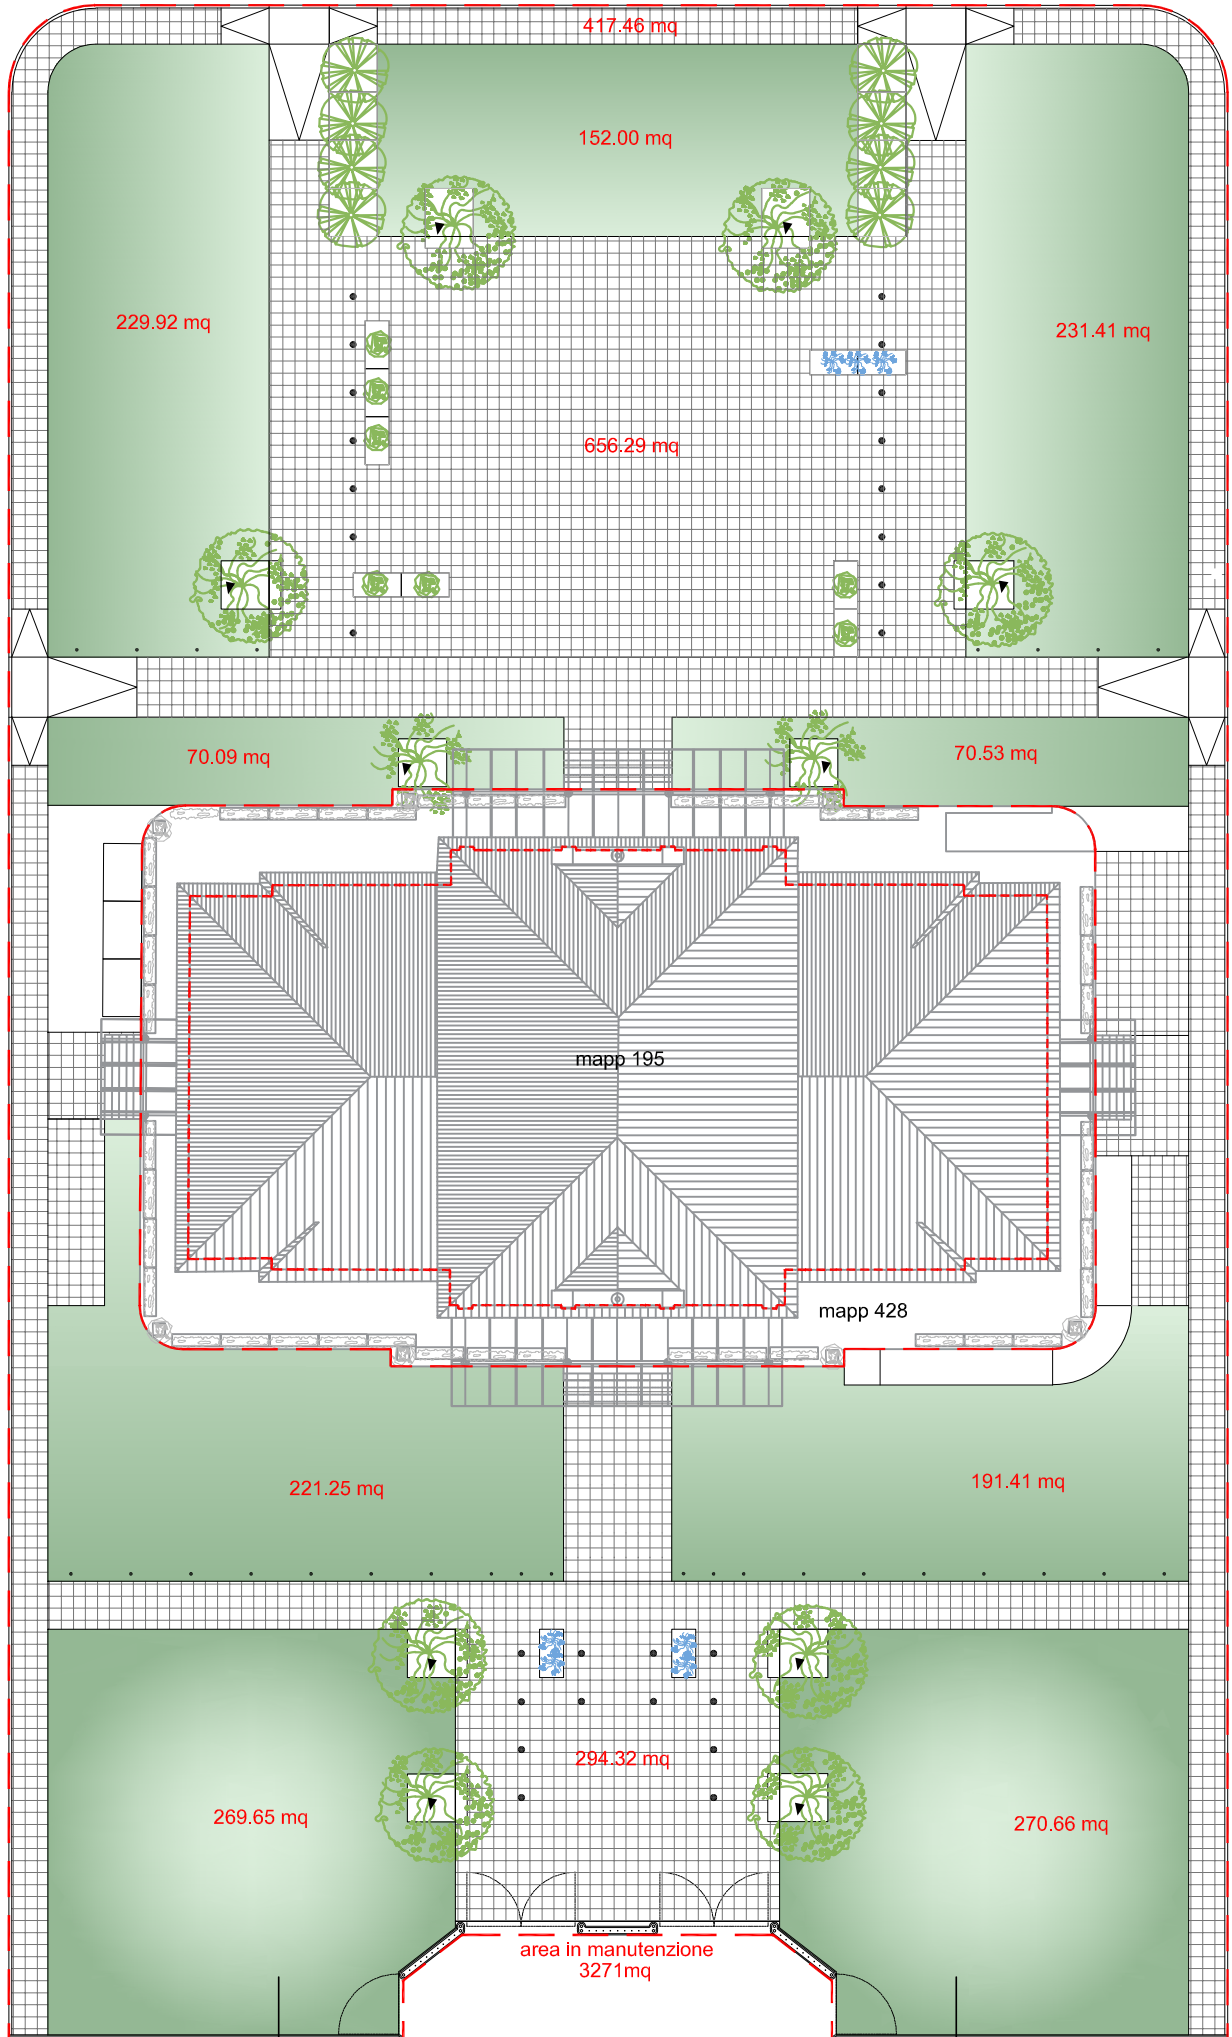 417.46 mq
152.00 mq
229.92 mq
231.41 mq
656.29 mq
70.09 mq
70.53 mq
mapp 195
mapp 428
221.25 mq
191.41 mq
294.32 mq
269.65 mq
270.66 mq
area in manutenzione
3271mq